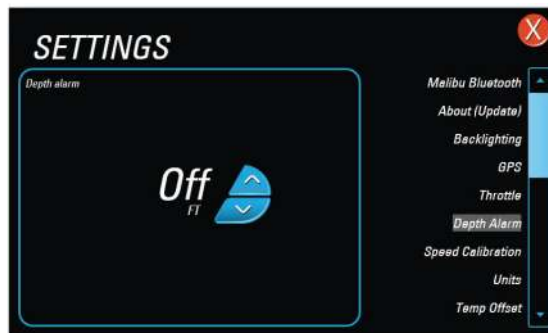 SETTINGS
Depth alarm
Off
FT
Malibu Bluetooth
About (Update)
Backlighting
GPS
Throttle
Depth Alarm
Speed Calibration
Units
Temp Offset
X